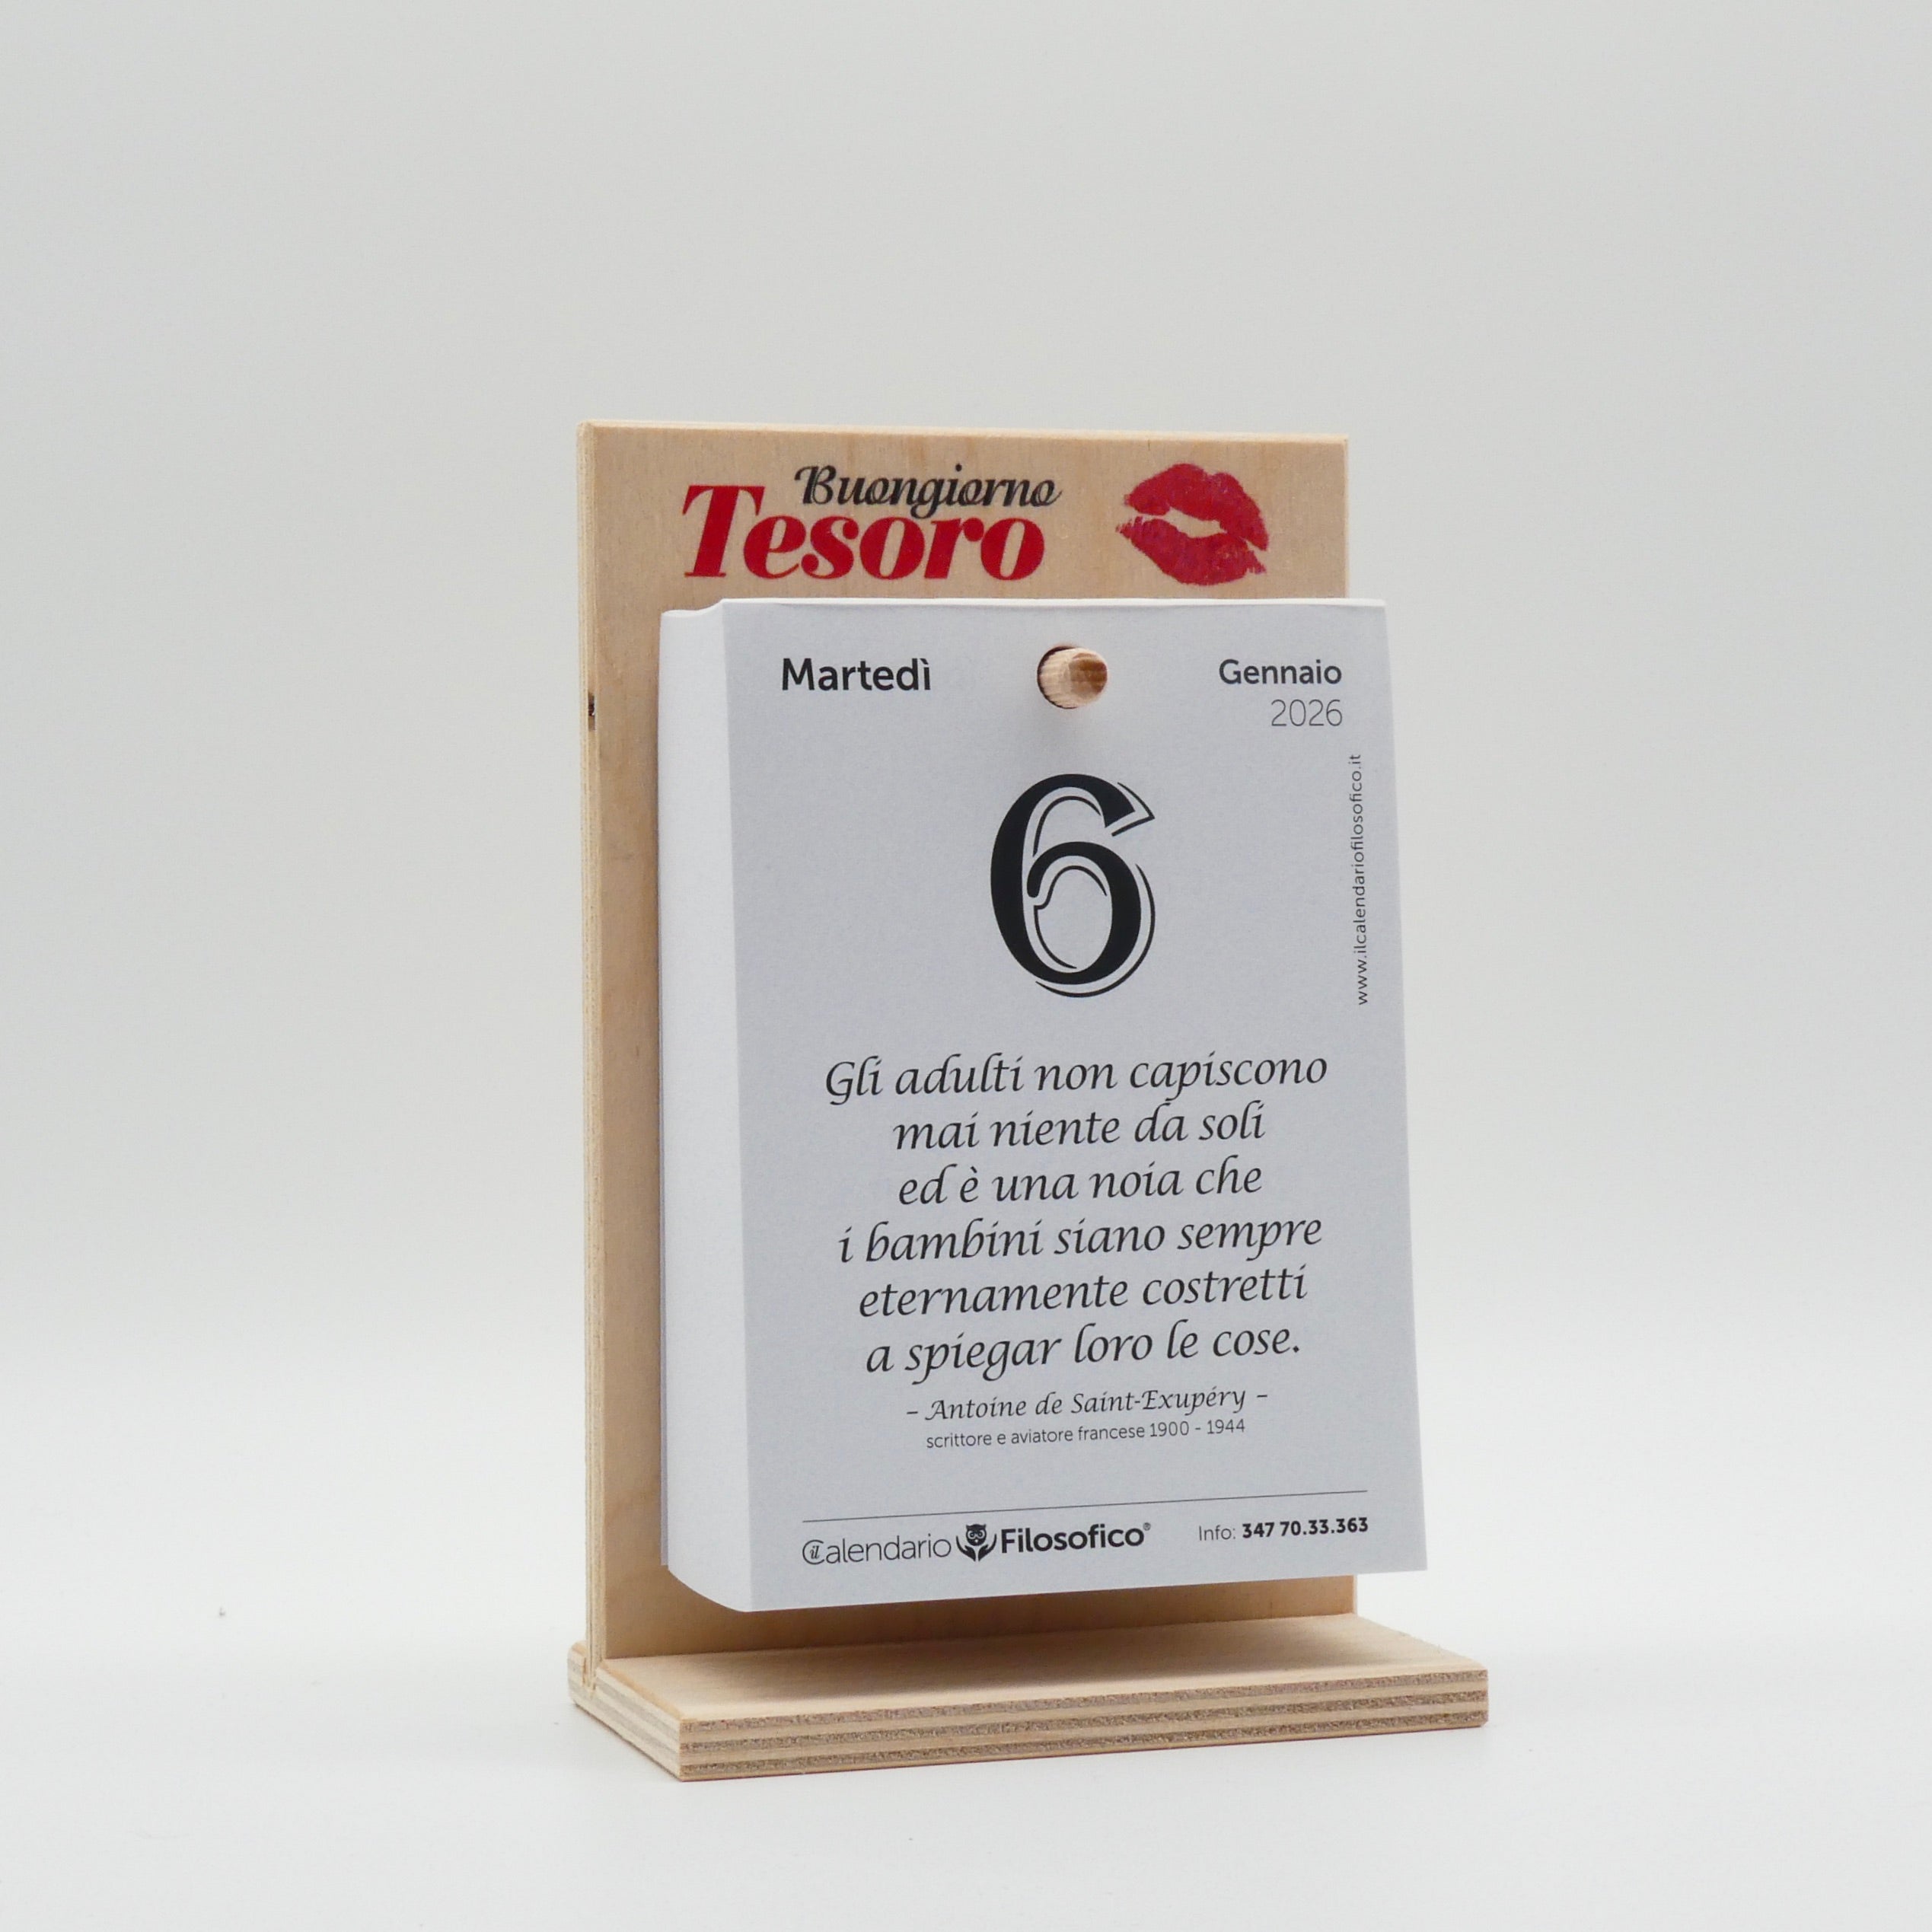 Buongiorno
Tesoro
Martedì
Gennaio
2026
www.ilcalendariofilosofico.it
6
Gli adulti non capiscono
mai niente da soli
ed è una noia che
i bambini siano sempre
eternamente costretti
a spiegar loro le cose.
– Antoine de Saint-Exupéry –
scrittore e aviatore francese 1900 - 1944
il Calendario Filosofico®
Info: 347 70.33.363